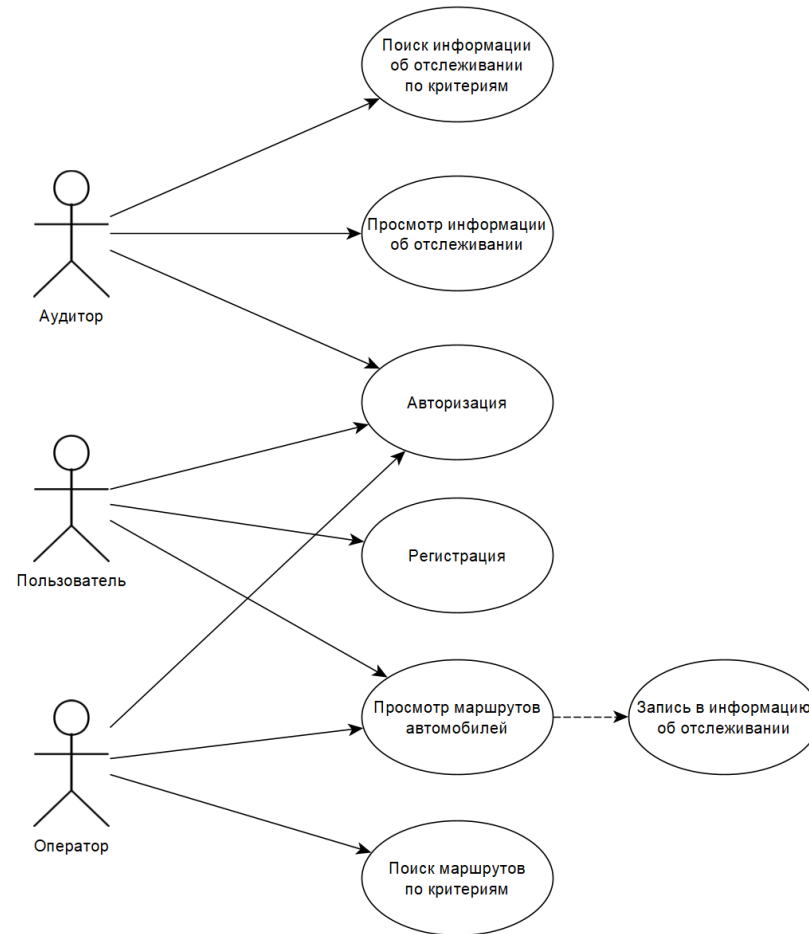 Поиск информации
об отслеживании
по критериям
Просмотр информации
об отслеживании
Аудитор
Авторизация
Пользователь
Регистрация
Просмотр маршрутов
автомобилей
Запись в информацию
об отслеживании
Оператор
Поиск маршрутов
по критериям